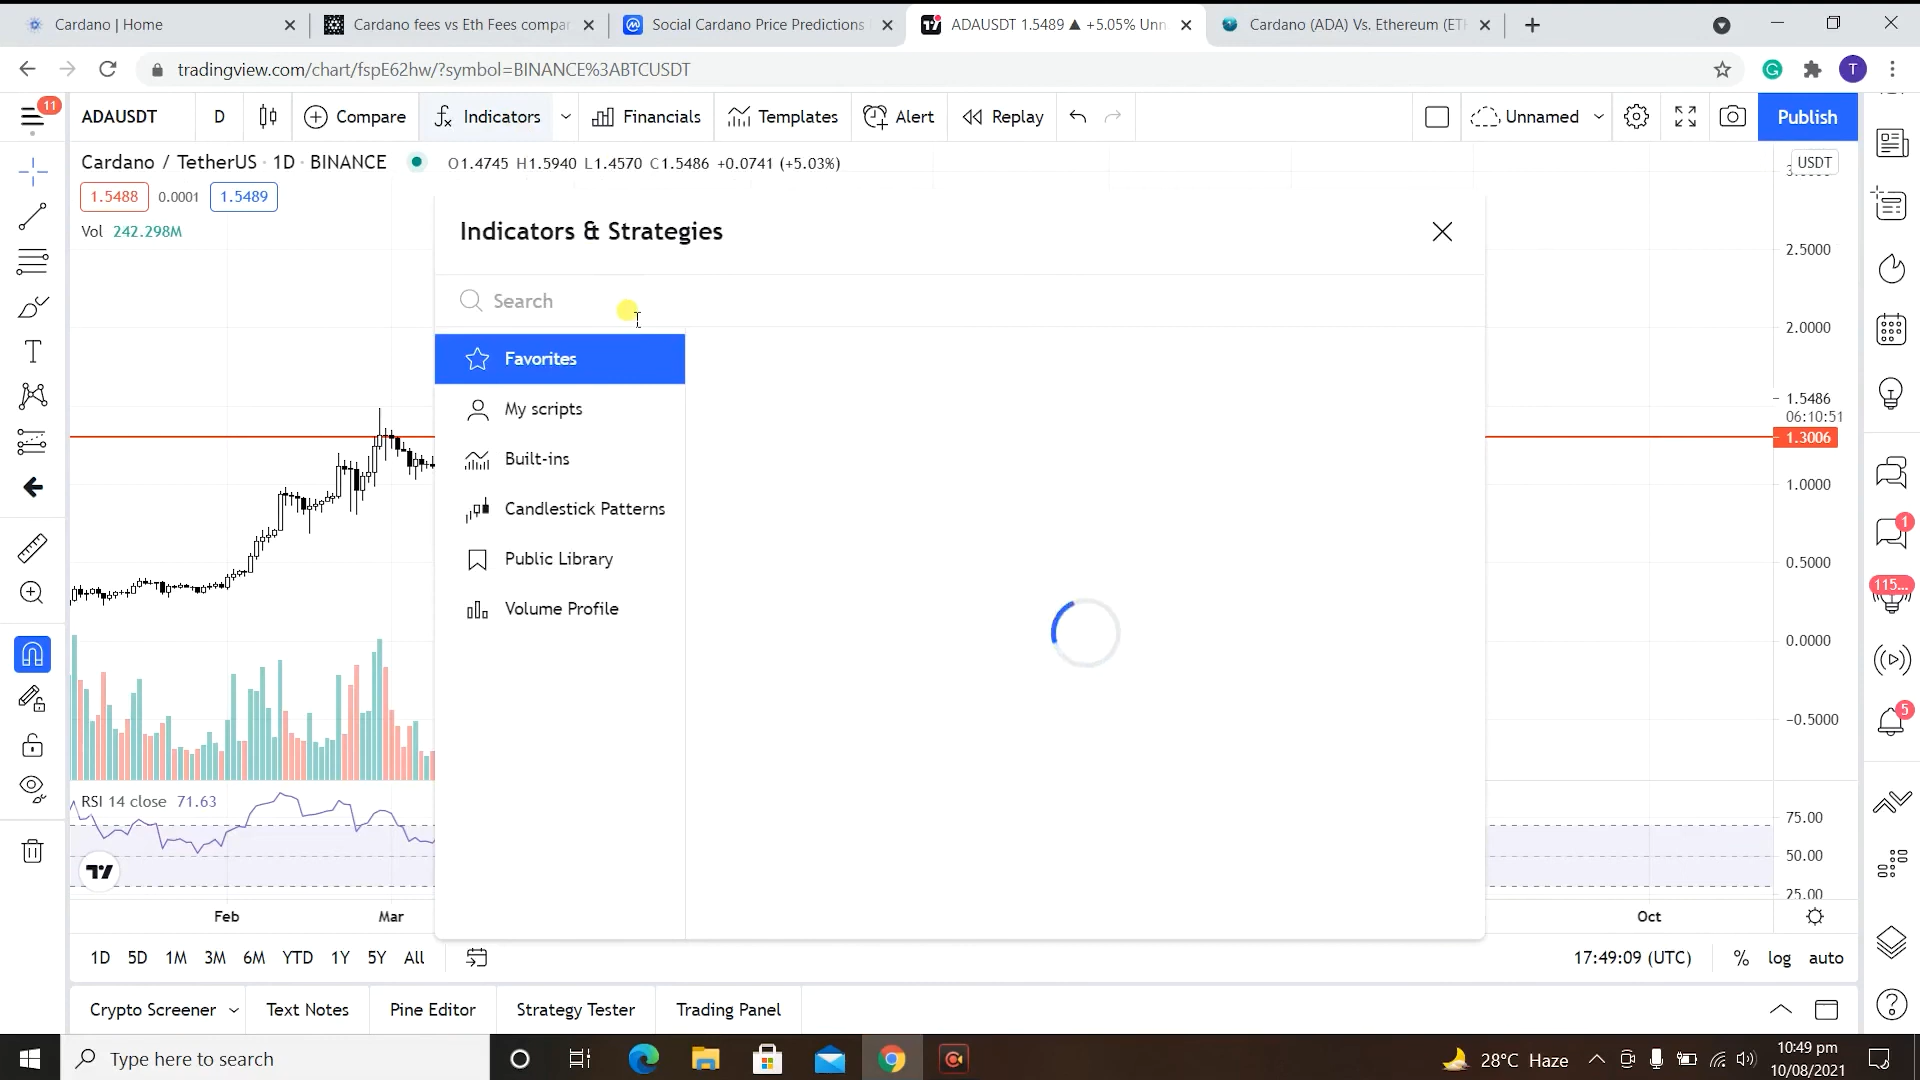 Cardano | Home
Cardano fees vs Eth Fees compar
Social Cardano Price Predictions
ADAUSDT 1.5489 ▲ +5.05% Unn
Cardano (ADA) Vs. Ethereum (ETH
tradingview.com/chart/fspE62hw/?symbol=BINANCE%3ABTCUSDT
T
11
ADAUSDT
D
Compare
Indicators
Financials
Templates
Alert
Replay
Unnamed
Publish
Cardano / TetherUS · 1D · BINANCE
O1.4745 H1.5940 L1.4570 C1.5486 +0.0741 (+5.03%)
USDT
1.5488
0.0001
1.5489
Vol 242.298M
Indicators & Strategies
Search
Favorites
My scripts
Built-ins
Candlestick Patterns
Public Library
Volume Profile
2.5000
2.0000
1.5486
06:10:51
1.3006
1.0000
0.5000
0.0000
-0.5000
1
115...
5
RSI 14 close 71.63
75.00
50.00
25.00
Feb
Mar
Oct
1D
5D
1M
3M
6M
YTD
1Y
5Y
All
17:49:09 (UTC)
%
log
auto
Crypto Screener
Text Notes
Pine Editor
Strategy Tester
Trading Panel
Type here to search
28°C Haze
10:49 pm
10/08/2021